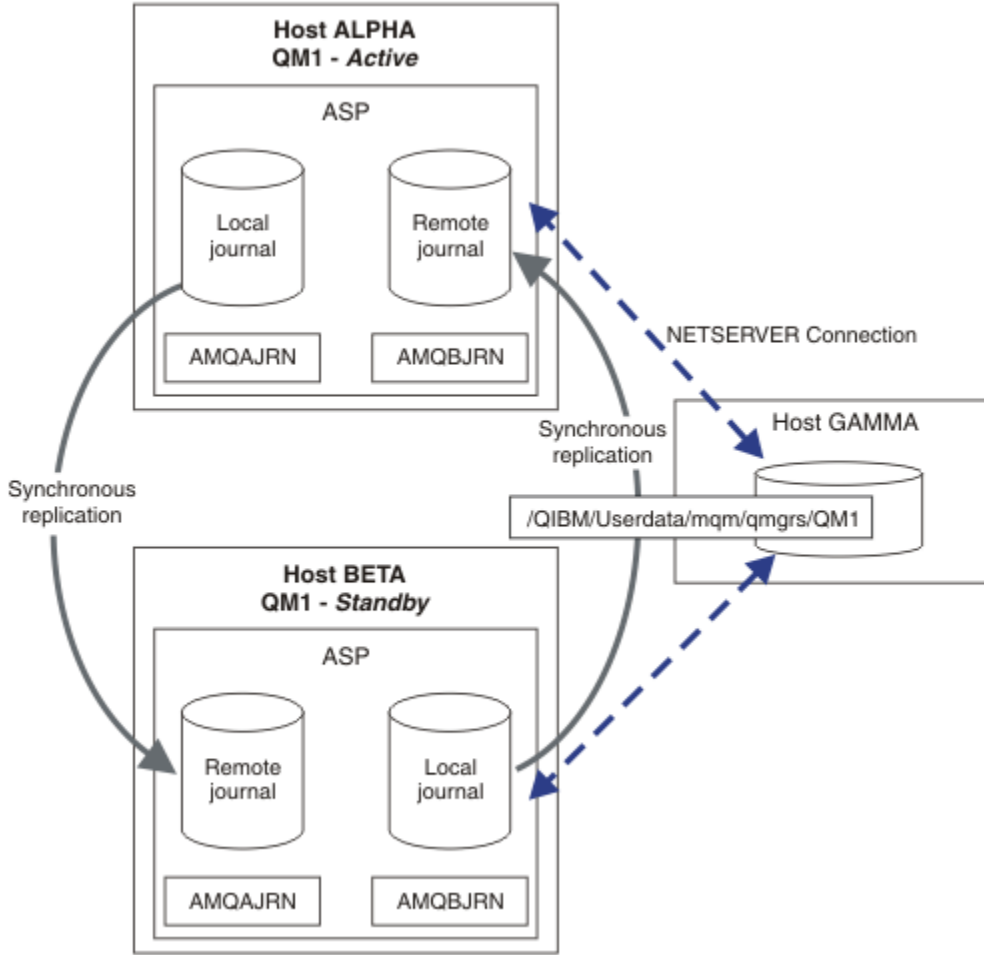 Host ALPHA
QM1 - Active
ASP
Local
journal
Remote
journal
AMQAJRN
AMQBJRN
NETSERVER Connection
Host GAMMA
Synchronous
replication
/QIBM/Userdata/mqm/qmgrs/QM1
Synchronous
replication
Host BETA
QM1 - Standby
ASP
Remote
journal
Local
journal
AMQAJRN
AMQBJRN